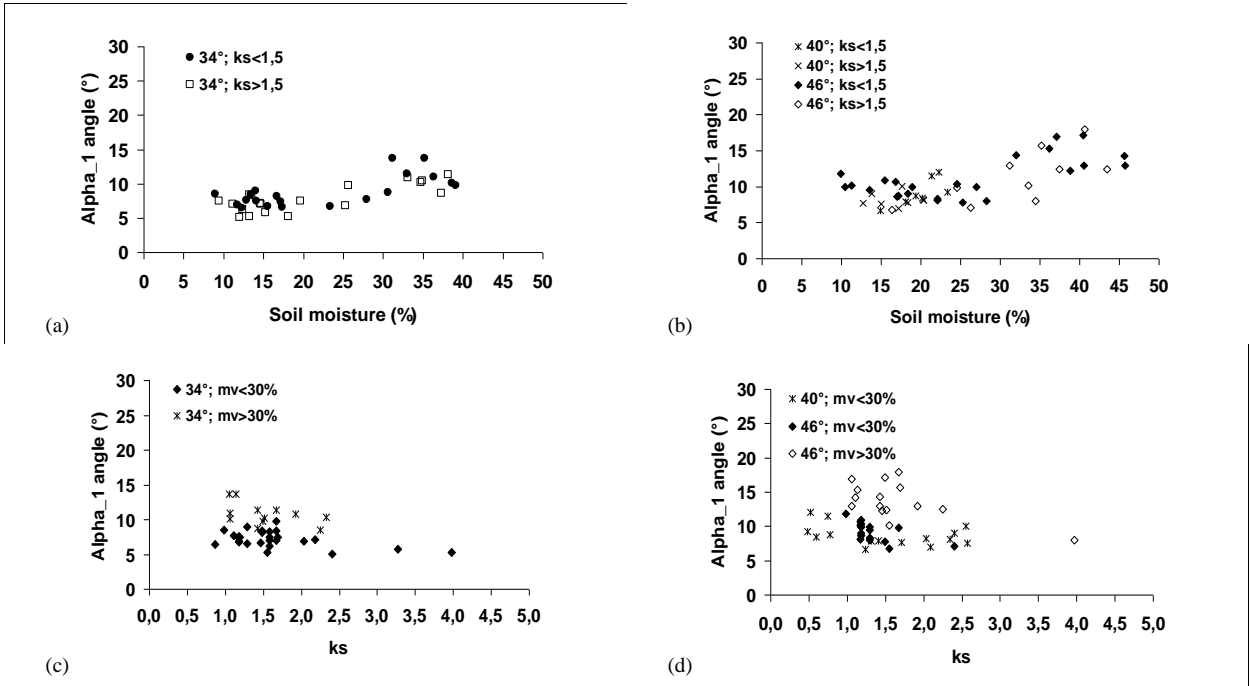 30
25
20
15
10
5
0
Alpha_1 angle (°)
34°; ks<1,5
34°; ks>1,5
0 5 10 15 20 25 30 35 40 45 50
Soil moisture (%)
(a)
30
25
20
15
10
5
0
Alpha_1 angle (°)
40°; ks<1,5
40°; ks>1,5
46°; ks<1,5
46°; ks>1,5
0 5 10 15 20 25 30 35 40 45 50
Soil moisture (%)
(b)
30
25
20
15
10
5
0
Alpha_1 angle (°)
34°; mv<30%
34°; mv>30%
0,0 0,5 1,0 1,5 2,0 2,5 3,0 3,5 4,0 4,5 5,0
ks
(c)
30
25
20
15
10
5
0
Alpha_1 angle (°)
40°; mv<30%
46°; mv<30%
46°; mv>30%
0,0 0,5 1,0 1,5 2,0 2,5 3,0 3,5 4,0 4,5 5,0
ks
(d)